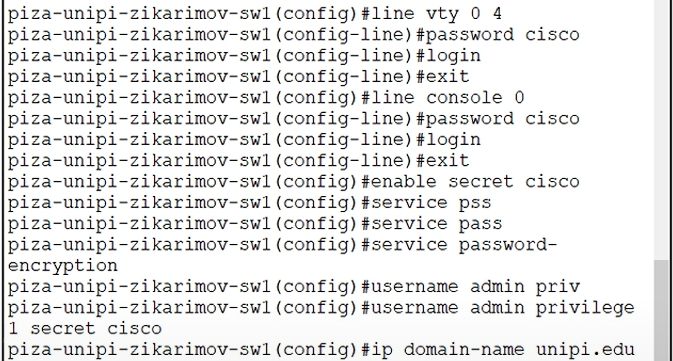 piza-unipi-zikarimov-sw1(config)#line vty 0 4
piza-unipi-zikarimov-sw1(config-line)#password cisco
piza-unipi-zikarimov-sw1(config-line)#login
piza-unipi-zikarimov-sw1(config-line)#exit
piza-unipi-zikarimov-sw1(config)#line console 0
piza-unipi-zikarimov-sw1(config-line)#password cisco
piza-unipi-zikarimov-sw1(config-line)#login
piza-unipi-zikarimov-sw1(config-line)#exit
piza-unipi-zikarimov-sw1(config)#enable secret cisco
piza-unipi-zikarimov-sw1(config)#service pss
piza-unipi-zikarimov-sw1(config)#service pass
piza-unipi-zikarimov-sw1(config)#service password-
encryption
piza-unipi-zikarimov-sw1(config)#username admin priv
piza-unipi-zikarimov-sw1(config)#username admin privilege
1 secret cisco
piza-unipi-zikarimov-sw1(config)#ip domain-name unipi.edu